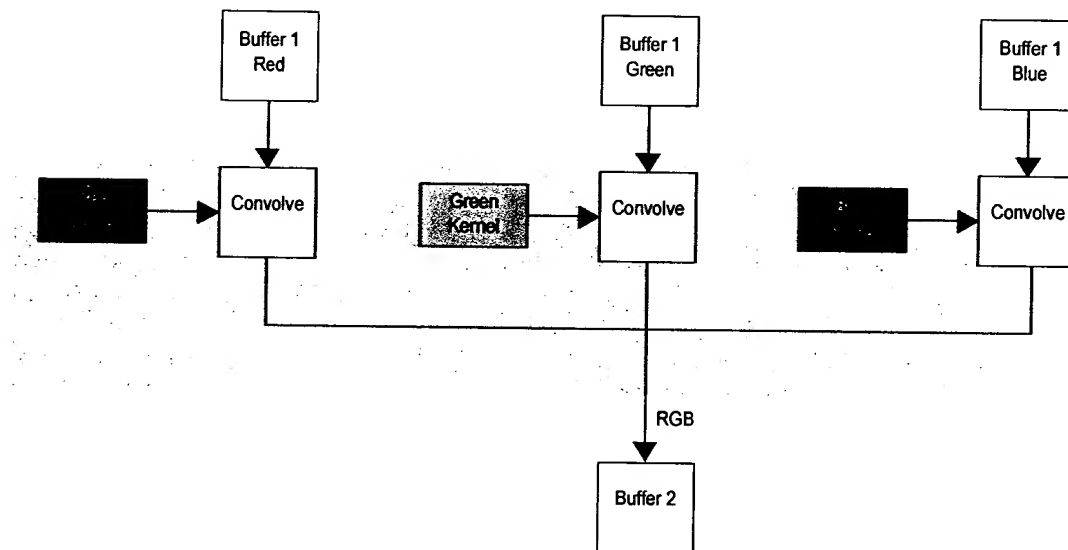 Buffer 1
Red
Buffer 1
Green
Buffer 1
Blue
Convolve
Green
Kernel
Convolve
Convolve
RGB
Buffer 2